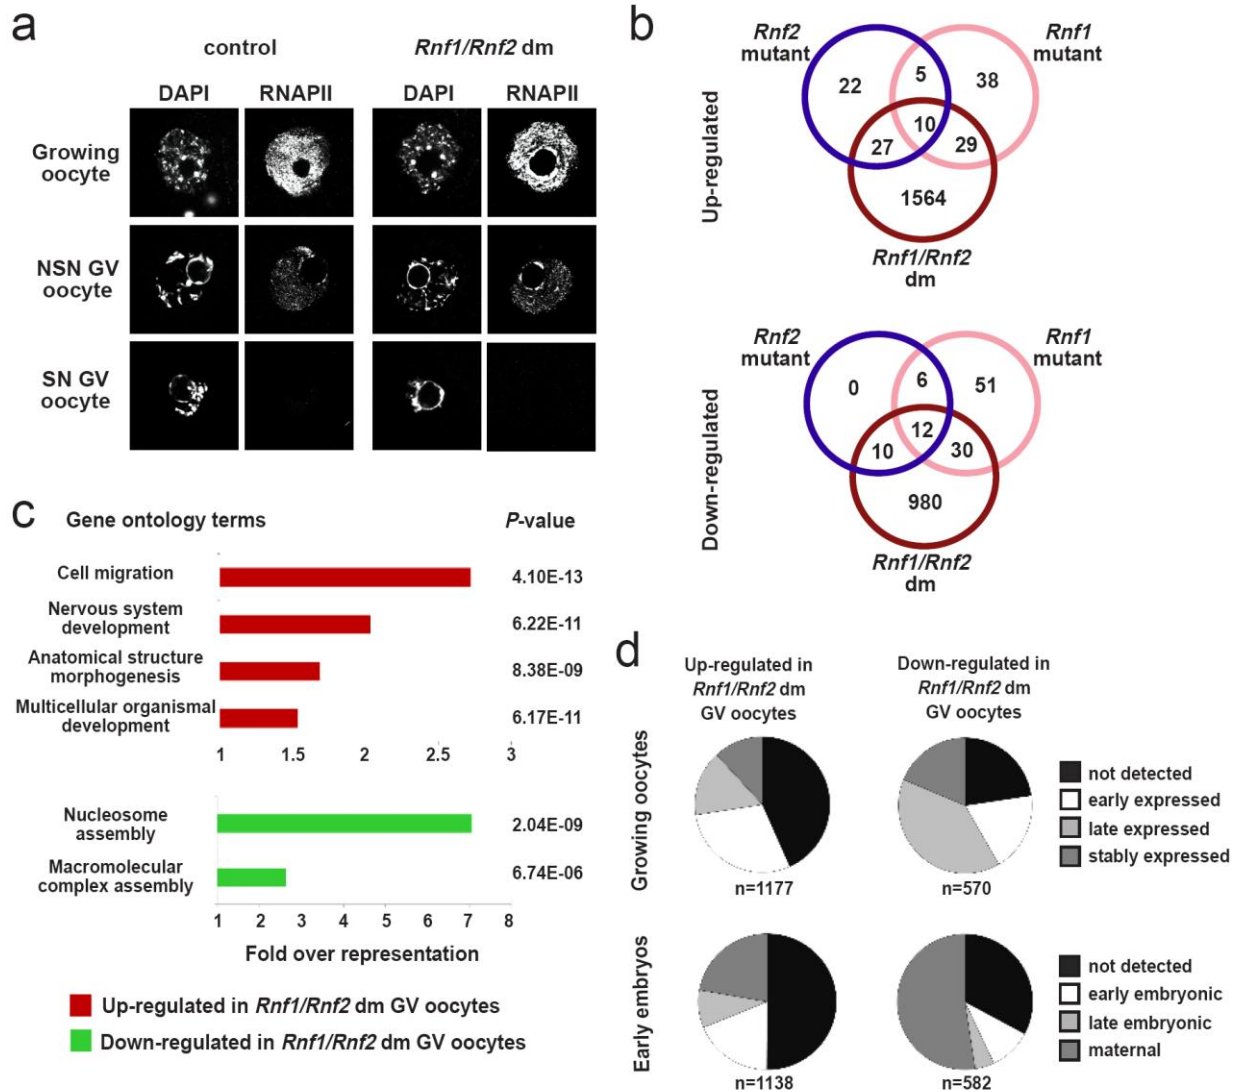 a
control
Rnf1/Rnf2 dm
DAPI RNAPII DAPI RNAPII
Growing
oocyte
NSN GV
oocyte
SN GV
oocyte
b
Up-regulated
Rnf2
mutant
Rnf1
mutant
22
5
38
10
27
29
1564
Rnf1/Rnf2
dm
Down-regulated
Rnf2
mutant
Rnf1
mutant
0
6
51
12
10
30
980
Rnf1/Rnf2
dm
c
Gene ontology terms
P-value
Cell migration
4.10E-13
Nervous system
development
6.22E-11
Anatomical structure
morphogenesis
8.38E-09
Multicellular organismal
development
6.17E-11
1 1.5 2 2.5 3
Nucleosome
assembly
2.04E-09
Macromolecular
complex assembly
6.74E-06
1 2 3 4 5 6 7 8
Fold over representation
Up-regulated in Rnf1/Rnf2 dm GV oocytes
Down-regulated in Rnf1/Rnf2 dm GV oocytes
d
Up-regulated in
Rnf1/Rnf2 dm
GV oocytes
Down-regulated in
Rnf1/Rnf2 dm
GV oocytes
Growing oocytes
n=1177
n=570
not detected
early expressed
late expressed
stably expressed
Early embryos
n=1138
n=582
not detected
early embryonic
late embryonic
maternal